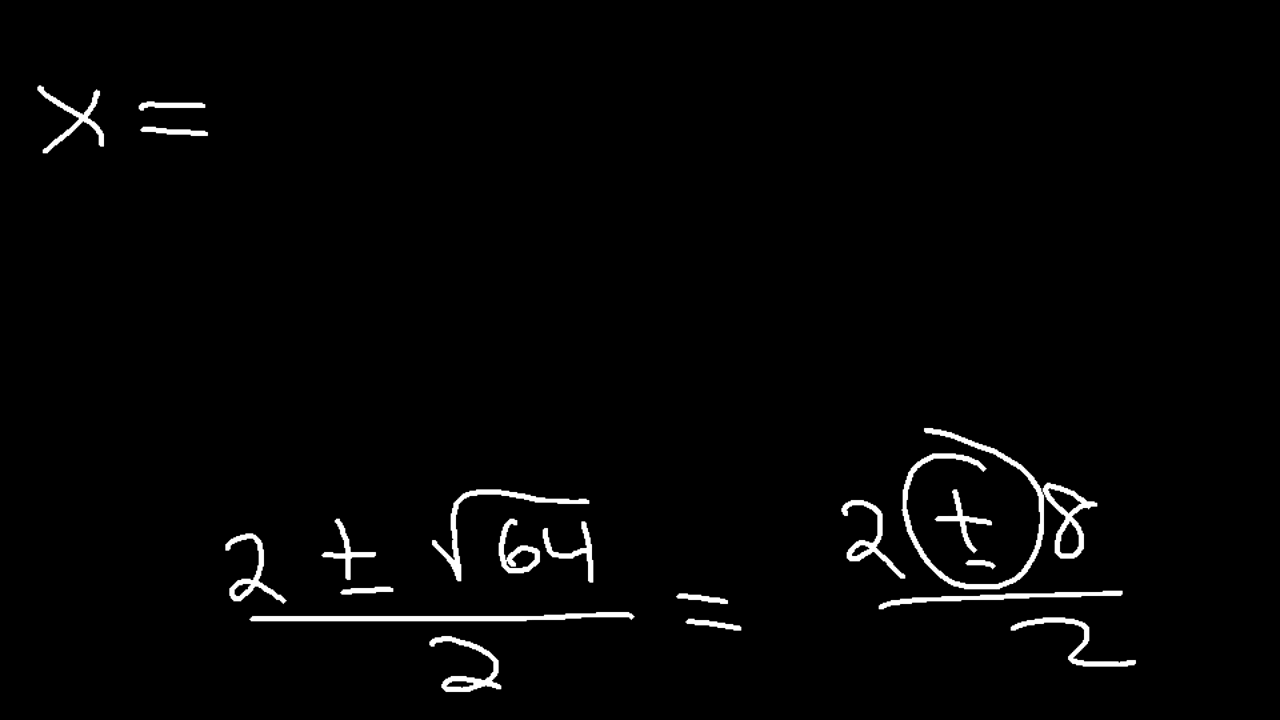 x =
2 ± √64 / 2 = 2 ± 8 / 2